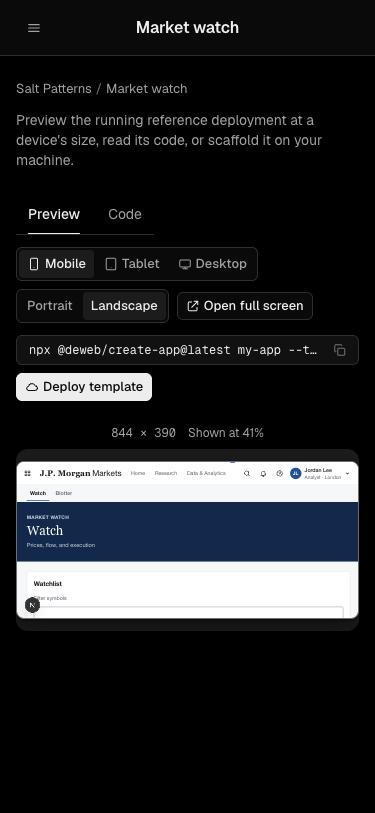 Market watch
Salt Patterns / Market watch
Preview the running reference deployment at a
device's size, read its code, or scaffold it on your
machine.
Preview Code
Mobile Tablet Desktop
Portrait Landscape Open full screen
npx @deweb/create-app@latest my-app --t…
Deploy template
844 × 390 Shown at 41%
J.P. Morgan Markets Home Research Data & Analytics JL Jordan Lee
Analyst · London
Watch Blotter
MARKET WATCH
Watch
Prices, flow, and execution
Watchlist
symbols
N